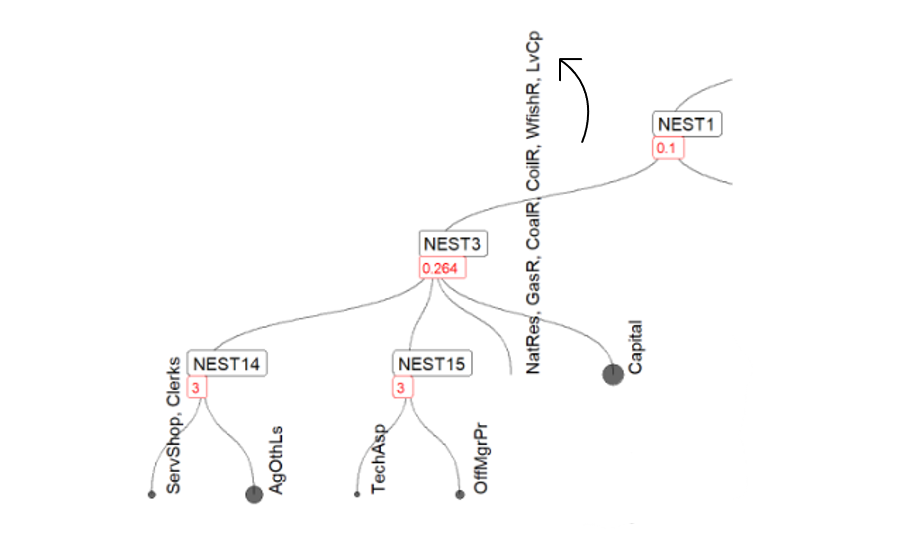 NatRes, GasR, CoalR, CoilR, WfishR, LvCp
NEST1
0.1
NEST3
0.264
Capital
NEST14
3
NEST15
3
ServShop, Clerks
AgOthLs
TechAsp
OffMgrPr